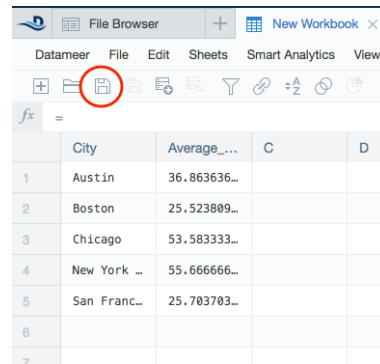 File Browser New Workbook
Datameer File Edit Sheets Smart Analytics View
fx =
City Average_... C D
1 Austin 36.863636…
2 Boston 25.523809…
3 Chicago 53.583333…
4 New York … 55.666666…
5 San Franc… 25.703703…
6
7